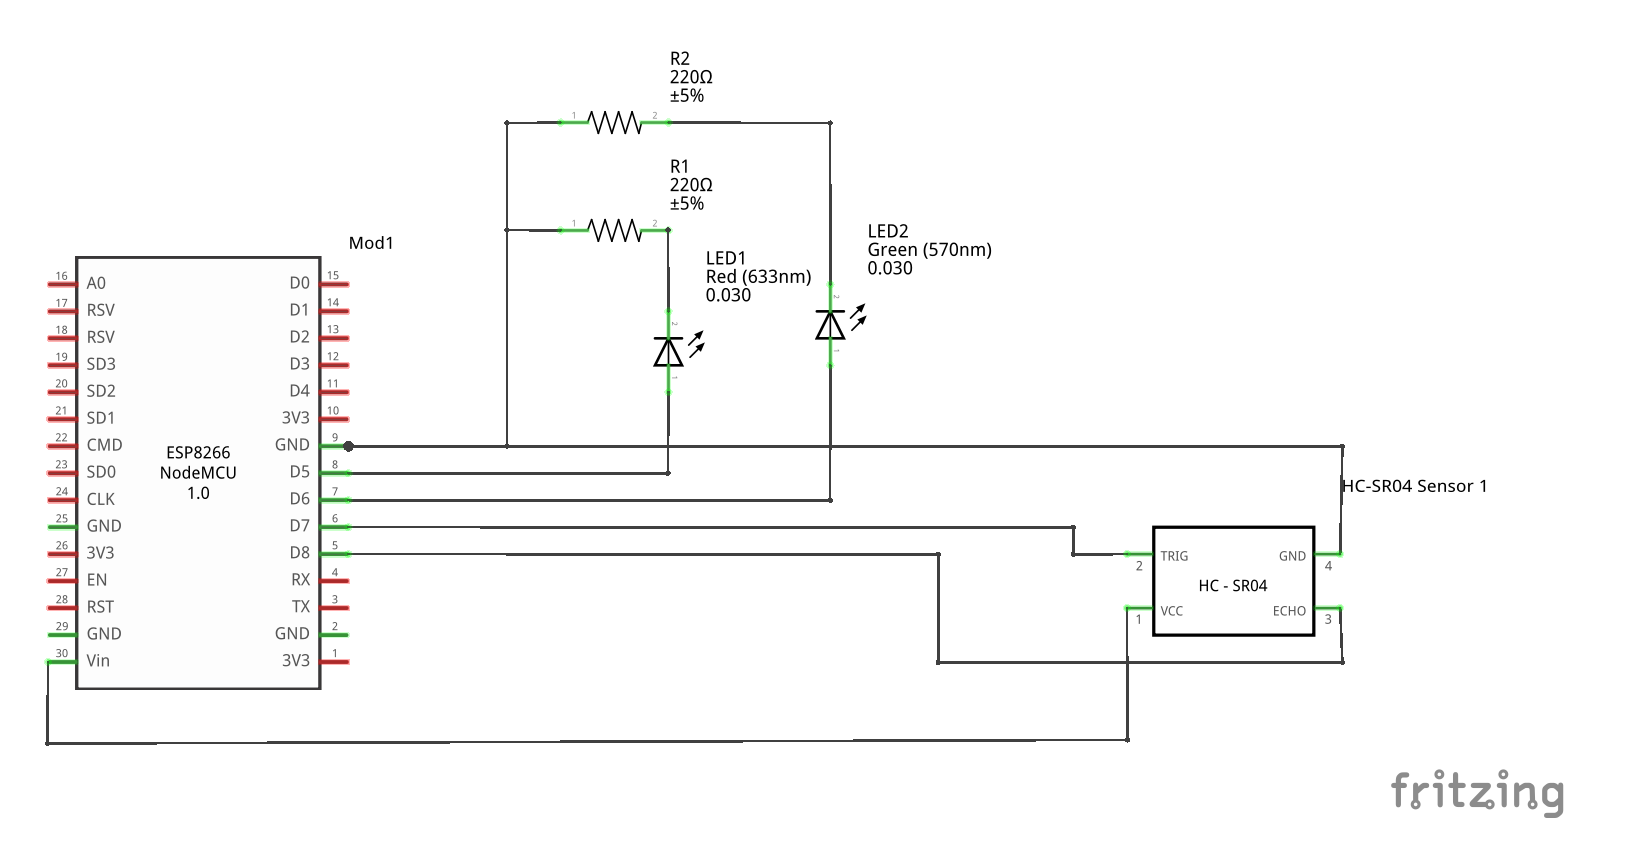 R2
220Ω
±5%
1
2
R1
220Ω
±5%
1
2
LED2
Green (570nm)
0.030
2
1
LED1
Red (633nm)
0.030
2
1
Mod1
16 A0 D0 15
17 RSV D1 14
18 RSV D2 13
19 SD3 D3 12
20 SD2 D4 11
21 SD1 3V3 10
22 CMD GND 9
23 SD0 D5 8
24 CLK D6 7
25 GND D7 6
26 3V3 D8 5
27 EN RX 4
28 RST TX 3
29 GND GND 2
30 Vin 3V3 1
ESP8266
NodeMCU
1.0
HC-SR04 Sensor 1
TRIG GND
2 4
HC - SR04
VCC ECHO
1 3
fritzing